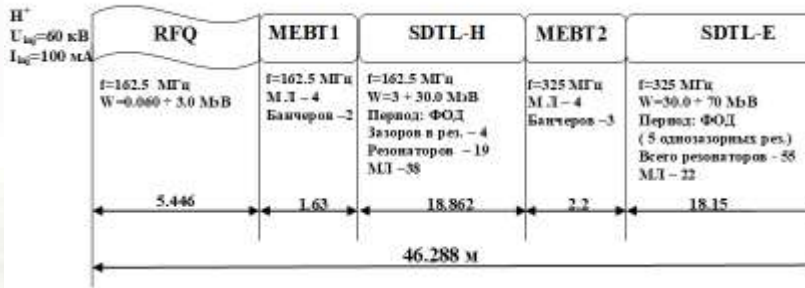 H⁺
U_inj=60 кВ
I_inj=100 мА
RFQ
MEBT1
SDTL-H
MEBT2
SDTL-E
f=162.5 МГц
W=0.060 ÷ 3.0 МэВ
f=162.5 МГц
МЛ – 4
Банчеров –2
f=162.5 МГц
W=3 ÷ 30.0 МэВ
Период: ФОД
Зазоров в рез. – 4
Резонаторов – 19
МЛ –38
f=325 МГц
МЛ – 4
Банчеров –3
f=325 МГц
W=30.0 ÷ 70 МэВ
Период: ФОД
( 5 однозазорных рез.)
Всего резонаторов - 55
МЛ – 22
5.446
1.63
18.862
2.2
18.15
46.288 м